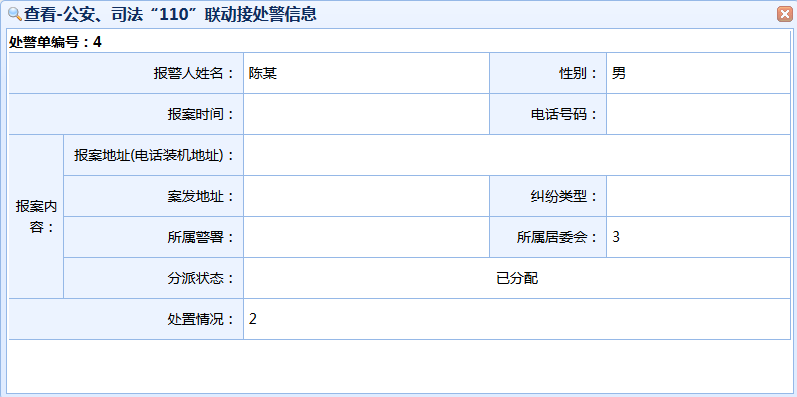 查看-公安、司法“110”联动接处警信息
处警单编号：4
报警人姓名： 陈某 性别： 男
报案时间： 电话号码：
报案地址(电话装机地址)：
案发地址： 纠纷类型：
报案内
容：
所属警署： 所属居委会： 3
分派状态： 已分配
处置情况： 2